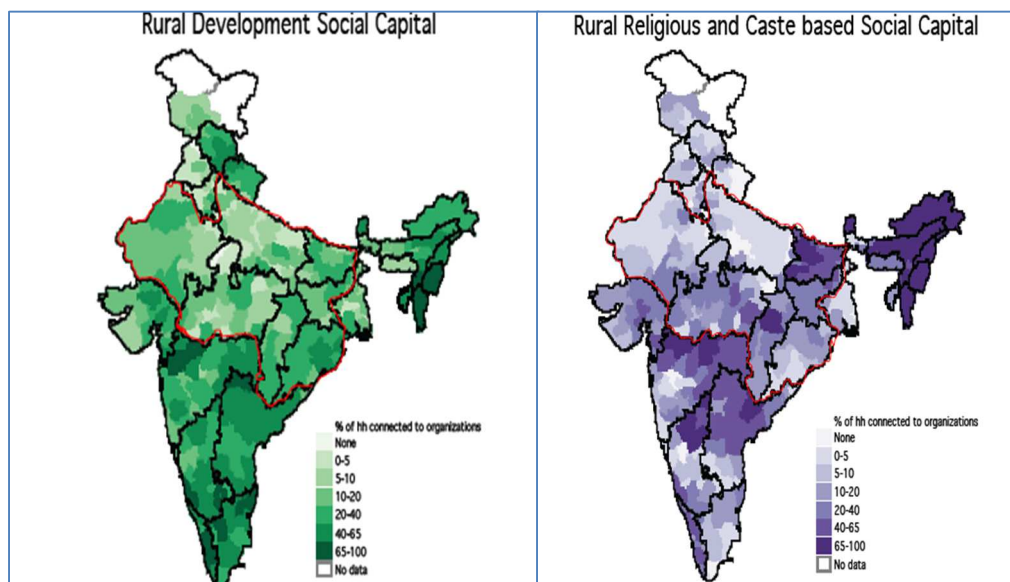 Rural Development Social Capital
% of hh connected to organizations
None
0-5
5-10
10-20
20-40
40-65
65-100
No data
Rural Religious and Caste based Social Capital
% of hh connected to organizations
None
0-5
5-10
10-20
20-40
40-65
65-100
No data